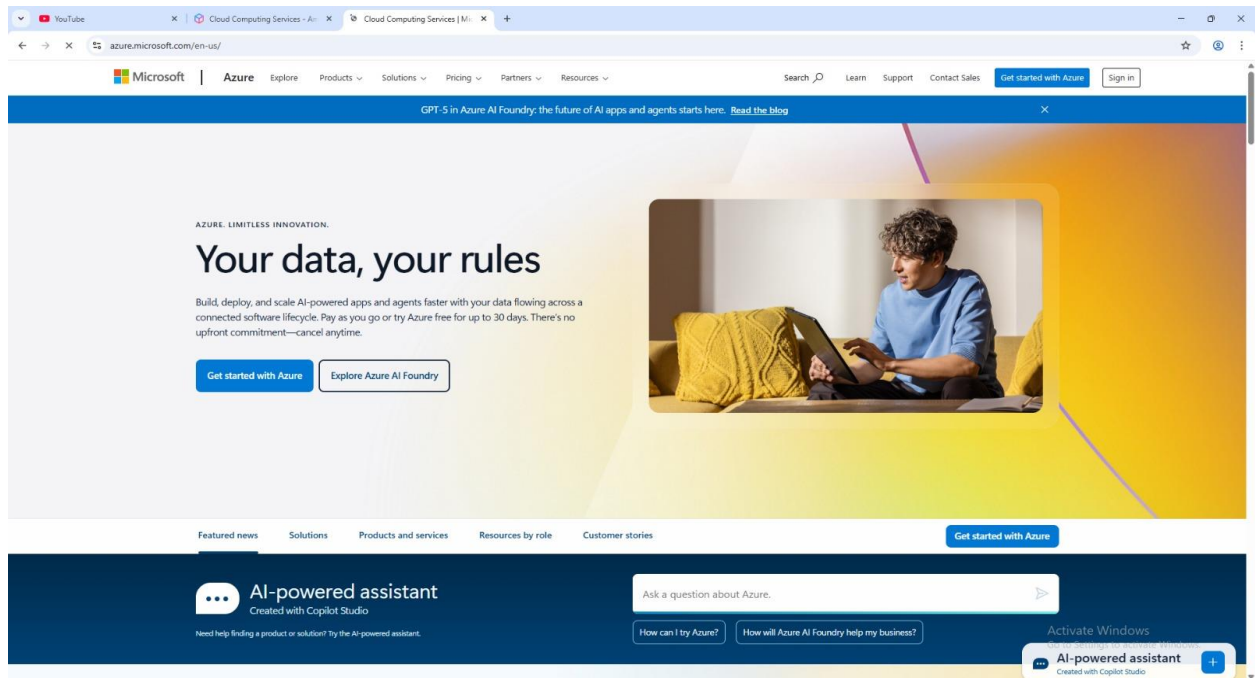 YouTube
Cloud Computing Services - A
Cloud Computing Services | Mi
azure.microsoft.com/en-us/
Microsoft Azure Explore Products Solutions Pricing Partners Resources Search Learn Support Contact Sales Get started with Azure Sign in
GPT-5 in Azure AI Foundry: the future of AI apps and agents starts here. Read the blog
AZURE. LIMITLESS INNOVATION.
Your data, your rules
Build, deploy, and scale AI-powered apps and agents faster with your data flowing across a
connected software lifecycle. Pay as you go or try Azure free for up to 30 days. There's no
upfront commitment—cancel anytime.
Get started with Azure Explore Azure AI Foundry
Featured news Solutions Products and services Resources by role Customer stories Get started with Azure
AI-powered assistant
Created with Copilot Studio
Need help finding a product or solution? Try the AI-powered assistant.
Ask a question about Azure.
How can I try Azure? How will Azure AI Foundry help my business?
Activate Windows
Go to Settings to activate Windows.
AI-powered assistant
Created with Copilot Studio